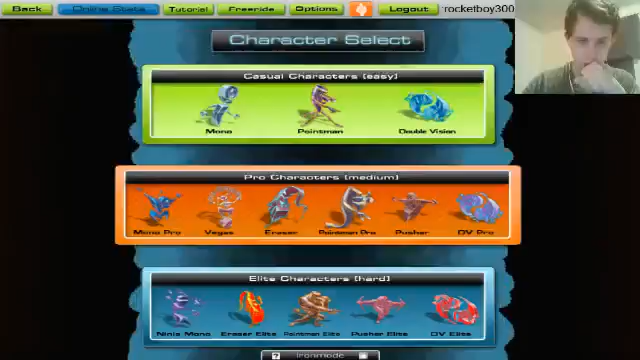 Back Online Stats Tutorial Freeride Options Logout rocketboy300
Character Select
Casual Characters (easy)
Mono Pointman Double Vision
Pro Characters (medium)
Mono Pro Vegas Eraser Pointman Pro Pusher DV Pro
Elite Characters (hard)
Ninja Mono Eraser Elite Pointman Elite Pusher Elite DV Elite
? Ironmode